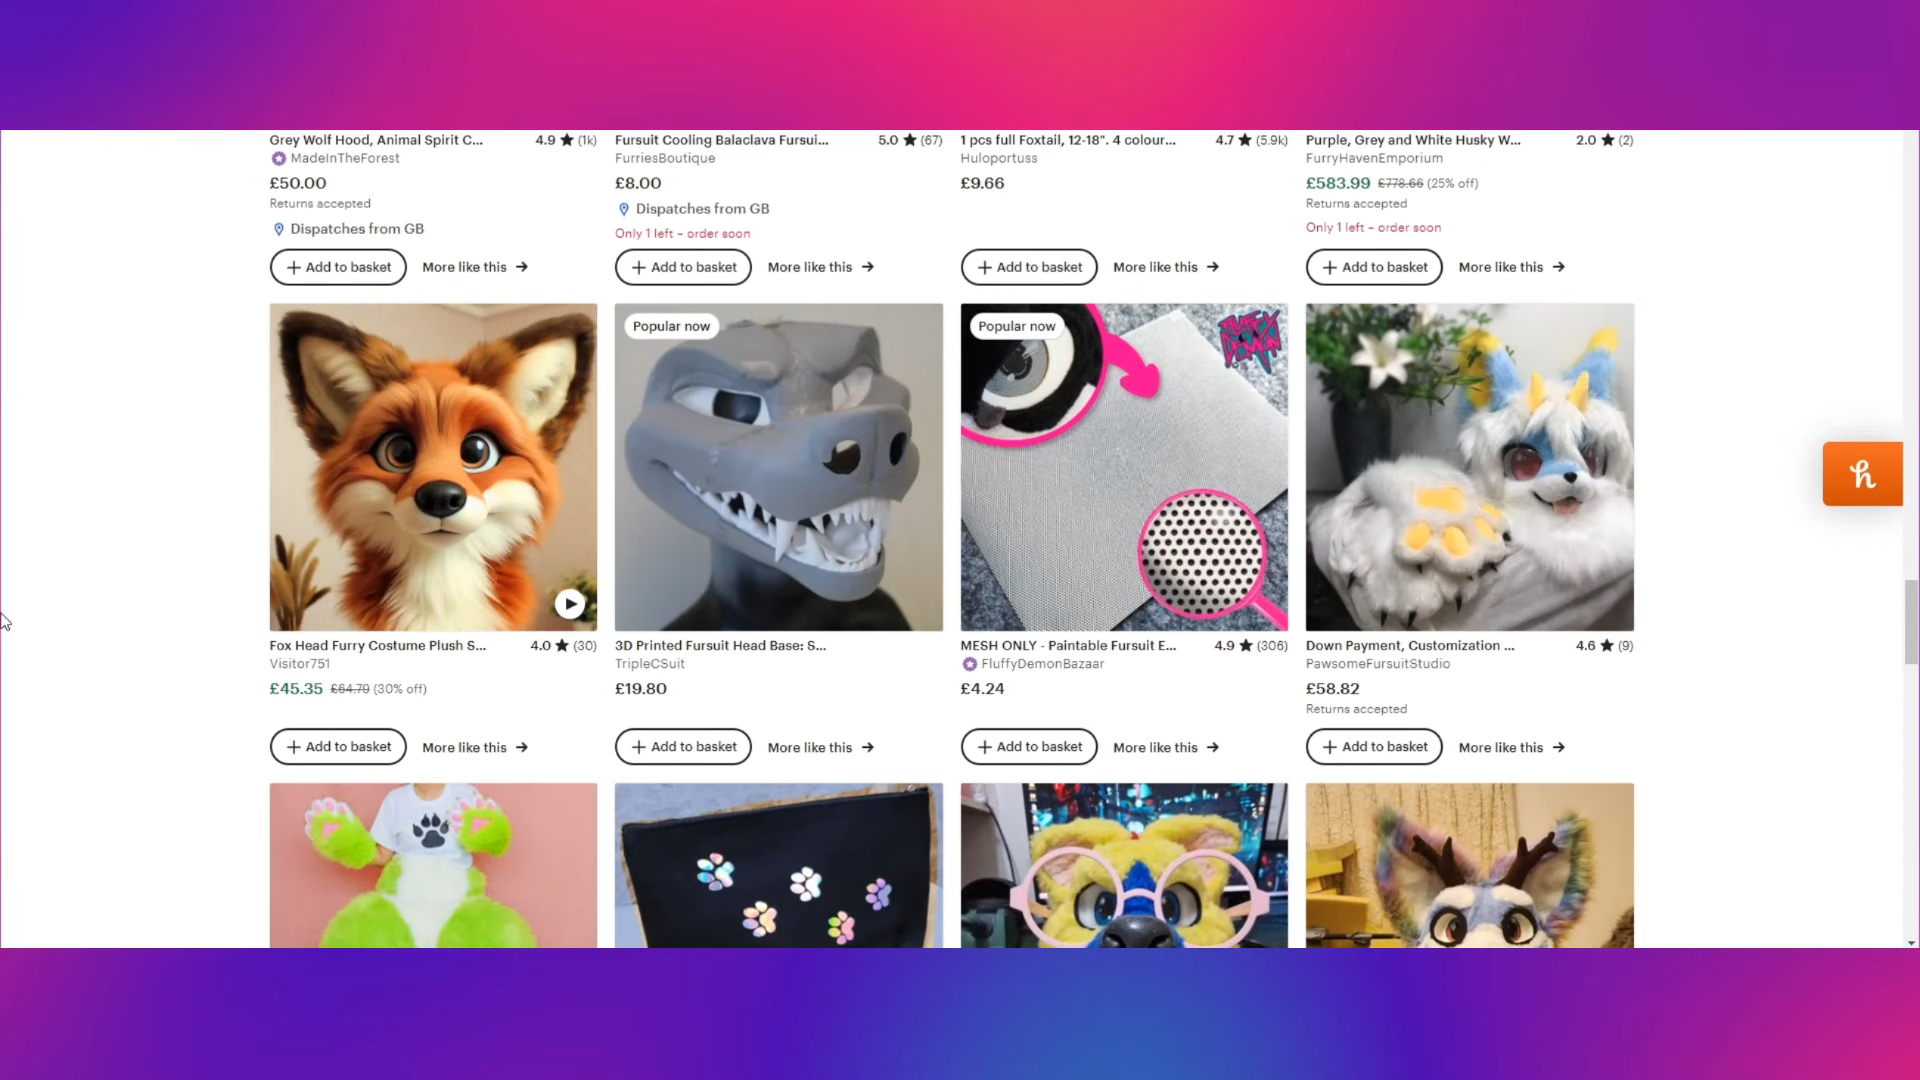 Grey Wolf Hood, Animal Spirit C... 4.9 ★ (1k)
MadeInTheForest
£50.00
Returns accepted
Dispatches from GB
+ Add to basket More like this →
Fursuit Cooling Balaclava Fursui... 5.0 ★ (67)
FurriesBoutique
£8.00
Dispatches from GB
Only 1 left – order soon
+ Add to basket More like this →
1 pcs full Foxtail, 12-18". 4 colour... 4.7 ★ (5.9k)
Huloportuss
£9.66
+ Add to basket More like this →
Purple, Grey and White Husky W... 2.0 ★ (2)
FurryHavenEmporium
£583.99 £778.66 (25% off)
Returns accepted
Only 1 left – order soon
+ Add to basket More like this →
Fox Head Furry Costume Plush S... 4.0 ★ (30)
Visitor751
£45.35 £64.79 (30% off)
+ Add to basket More like this →
Popular now
3D Printed Fursuit Head Base: S...
TripleCSuit
£19.80
+ Add to basket More like this →
Popular now
FLUFFY
DEMON
MESH ONLY - Paintable Fursuit E... 4.9 ★ (306)
FluffyDemonBazaar
£4.24
+ Add to basket More like this →
Down Payment, Customization ... 4.6 ★ (9)
PawsomeFursuitStudio
£58.82
Returns accepted
+ Add to basket More like this →
h